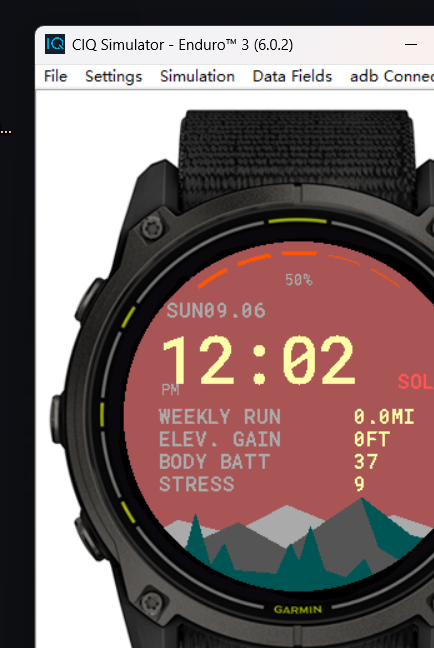 IQ CIQ Simulator - Enduro™ 3 (6.0.2)
File Settings Simulation Data Fields adb Connec
50%
SUN09.06
12:02
PM
SOL
WEEKLY RUN 0.0MI
ELEV. GAIN 0FT
BODY BATT 37
STRESS 9
GARMIN